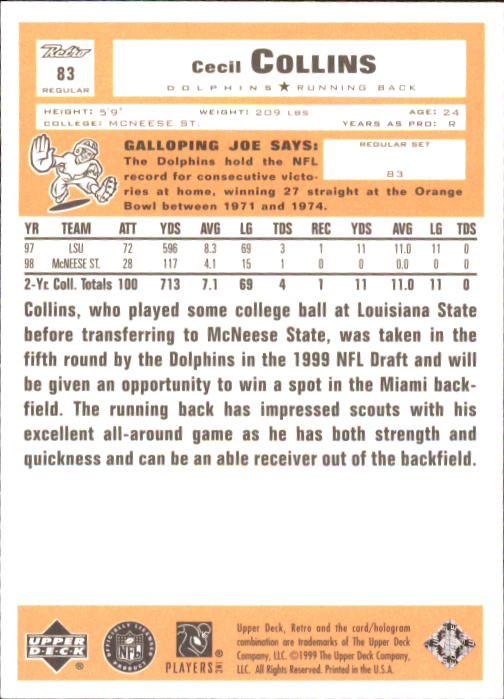 Retro
83
REGULAR
Cecil COLLINS
DOLPHINS ★ RUNNING BACK
HEIGHT: 5'9" WEIGHT: 209 LBS AGE: 24
COLLEGE: MCNEESE ST. YEARS AS PRO: R
GALLOPING JOE SAYS:
The Dolphins hold the NFL
record for consecutive victo-
ries at home, winning 27 straight at the Orange
Bowl between 1971 and 1974.
REGULAR SET
83
YR TEAM ATT YDS AVG LG TDS REC YDS AVG LG TDS
97 LSU 72 596 8.3 69 3 1 11 11.0 11 0
98 McNEESE ST. 28 117 4.1 15 1 0 0 0.0 0 0
2-Yr. Coll. Totals 100 713 7.1 69 4 1 11 11.0 11 0
Collins, who played some college ball at Louisiana State
before transferring to McNeese State, was taken in the
fifth round by the Dolphins in the 1999 NFL Draft and will
be given an opportunity to win a spot in the Miami back-
field. The running back has impressed scouts with his
excellent all-around game as he has both strength and
quickness and can be an able receiver out of the backfield.
UPPER
DECK
®
OFFICIALLY LICENSED
NFL
PRODUCT
PLAYERS INC
®
Upper Deck, Retro and the card/hologram
combination are trademarks of The Upper Deck
Company, LLC. ©1999 The Upper Deck Company,
LLC. All Rights Reserved. Printed in the U.S.A.